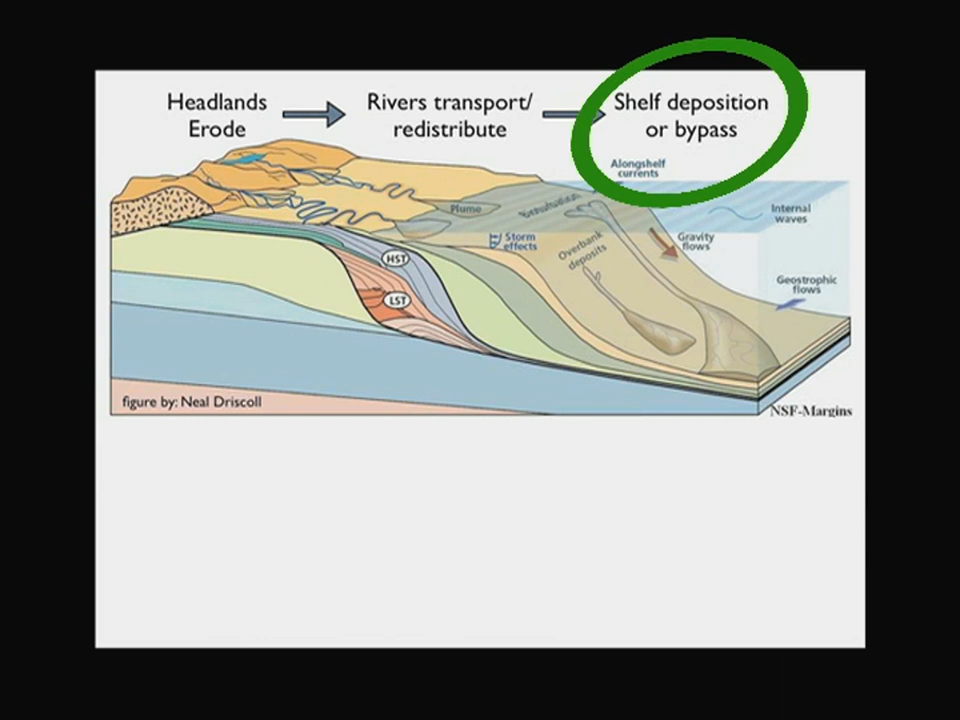 Headlands
Erode
Rivers transport/
redistribute
Shelf deposition
or bypass
Alongshelf
currents
Plume
Internal
waves
Storm
effects
Overbank
deposits
Gravity
flows
HST
Geostrophic
flows
LST
figure by: Neal Driscoll
NSF-Margins